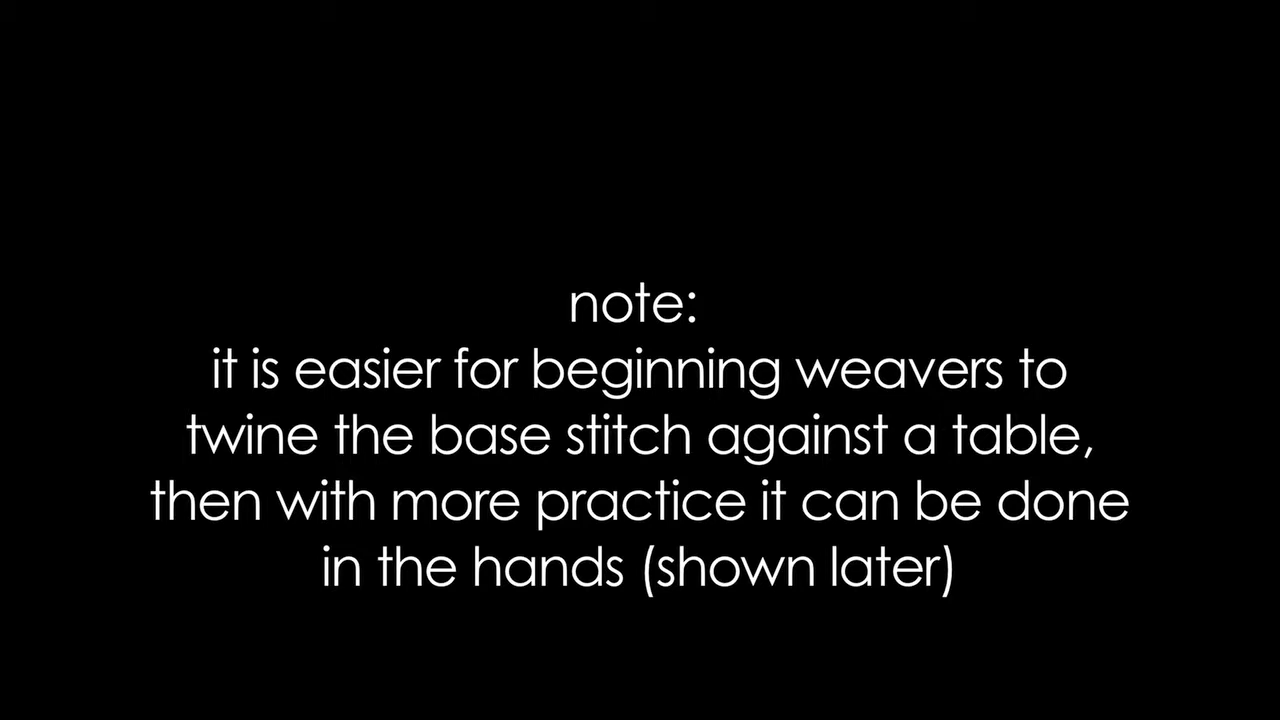 note:
it is easier for beginning weavers to
twine the base stitch against a table,
then with more practice it can be done
in the hands (shown later)